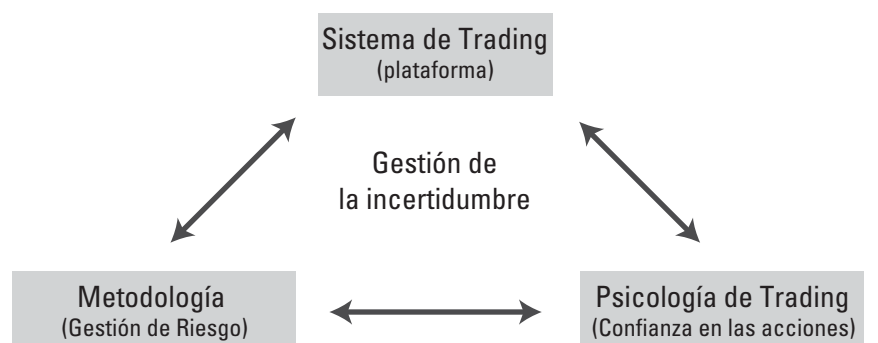 Sistema de Trading
(plataforma)
Gestión de
la incertidumbre
Metodología
(Gestión de Riesgo)
Psicología de Trading
(Confianza en las acciones)